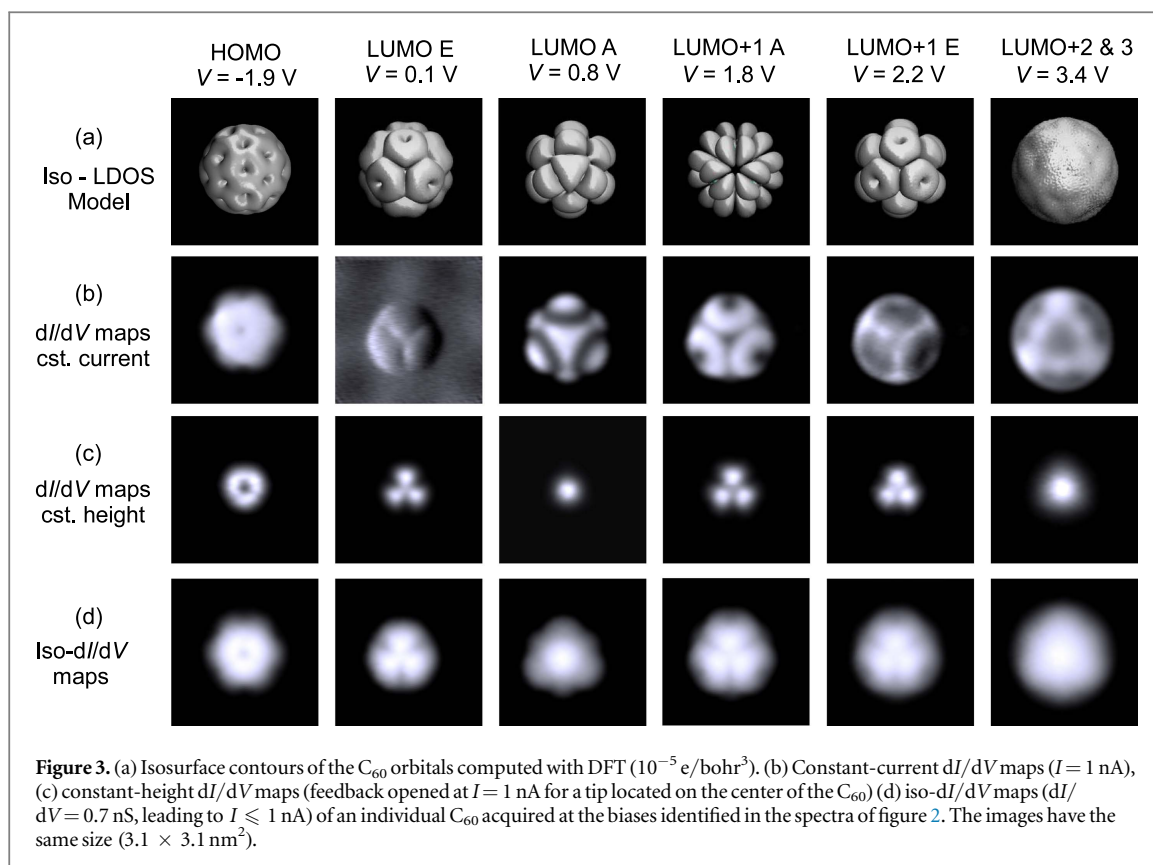 HOMO LUMO E LUMO A LUMO+1 A LUMO+1 E LUMO+2 & 3
V = -1.9 V V = 0.1 V V = 0.8 V V = 1.8 V V = 2.2 V V = 3.4 V
(a)
Iso - LDOS
Model
(b)
dI/dV maps
cst. current
(c)
dI/dV maps
cst. height
(d)
Iso-dI/dV
maps
Figure 3. (a) Isosurface contours of the C₆₀ orbitals computed with DFT (10⁻⁵ e/bohr³). (b) Constant-current dI/dV maps (I = 1 nA),
(c) constant-height dI/dV maps (feedback opened at I = 1 nA for a tip located on the center of the C₆₀) (d) iso-dI/dV maps (dI/
dV = 0.7 nS, leading to I ⩽ 1 nA) of an individual C₆₀ acquired at the biases identified in the spectra of figure 2. The images have the
same size (3.1 × 3.1 nm²).